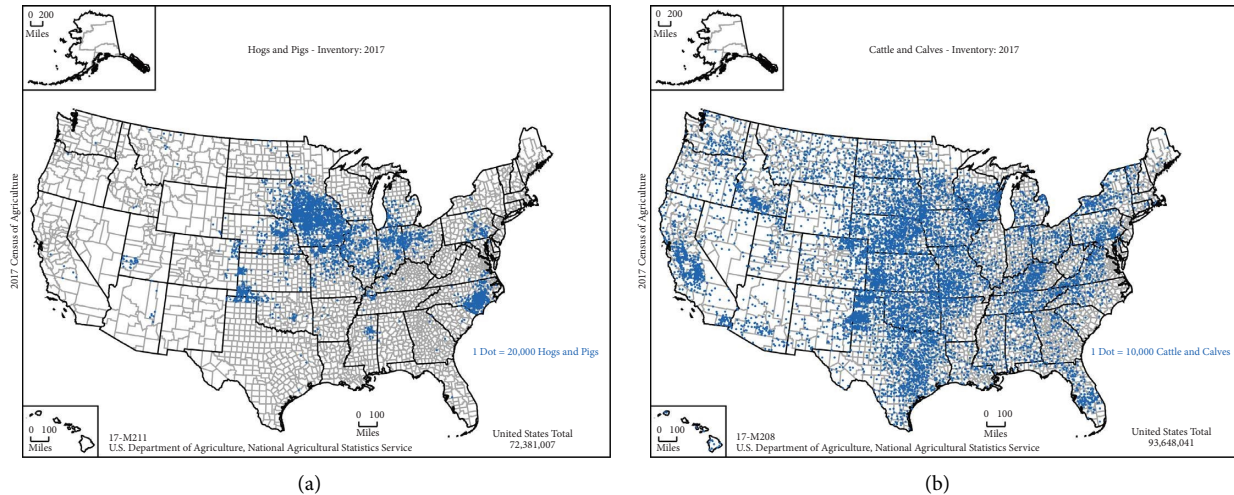 0 200
Miles
Hogs and Pigs - Inventory: 2017
2017 Census of Agriculture
1 Dot = 20,000 Hogs and Pigs
0 100
Miles
0 100
Miles
17-M211
U.S. Department of Agriculture, National Agricultural Statistics Service
United States Total
72,381,007
(a)
0 200
Miles
Cattle and Calves - Inventory: 2017
2017 Census of Agriculture
1 Dot = 10,000 Cattle and Calves
0 100
Miles
0 100
Miles
17-M208
U.S. Department of Agriculture, National Agricultural Statistics Service
United States Total
93,648,041
(b)